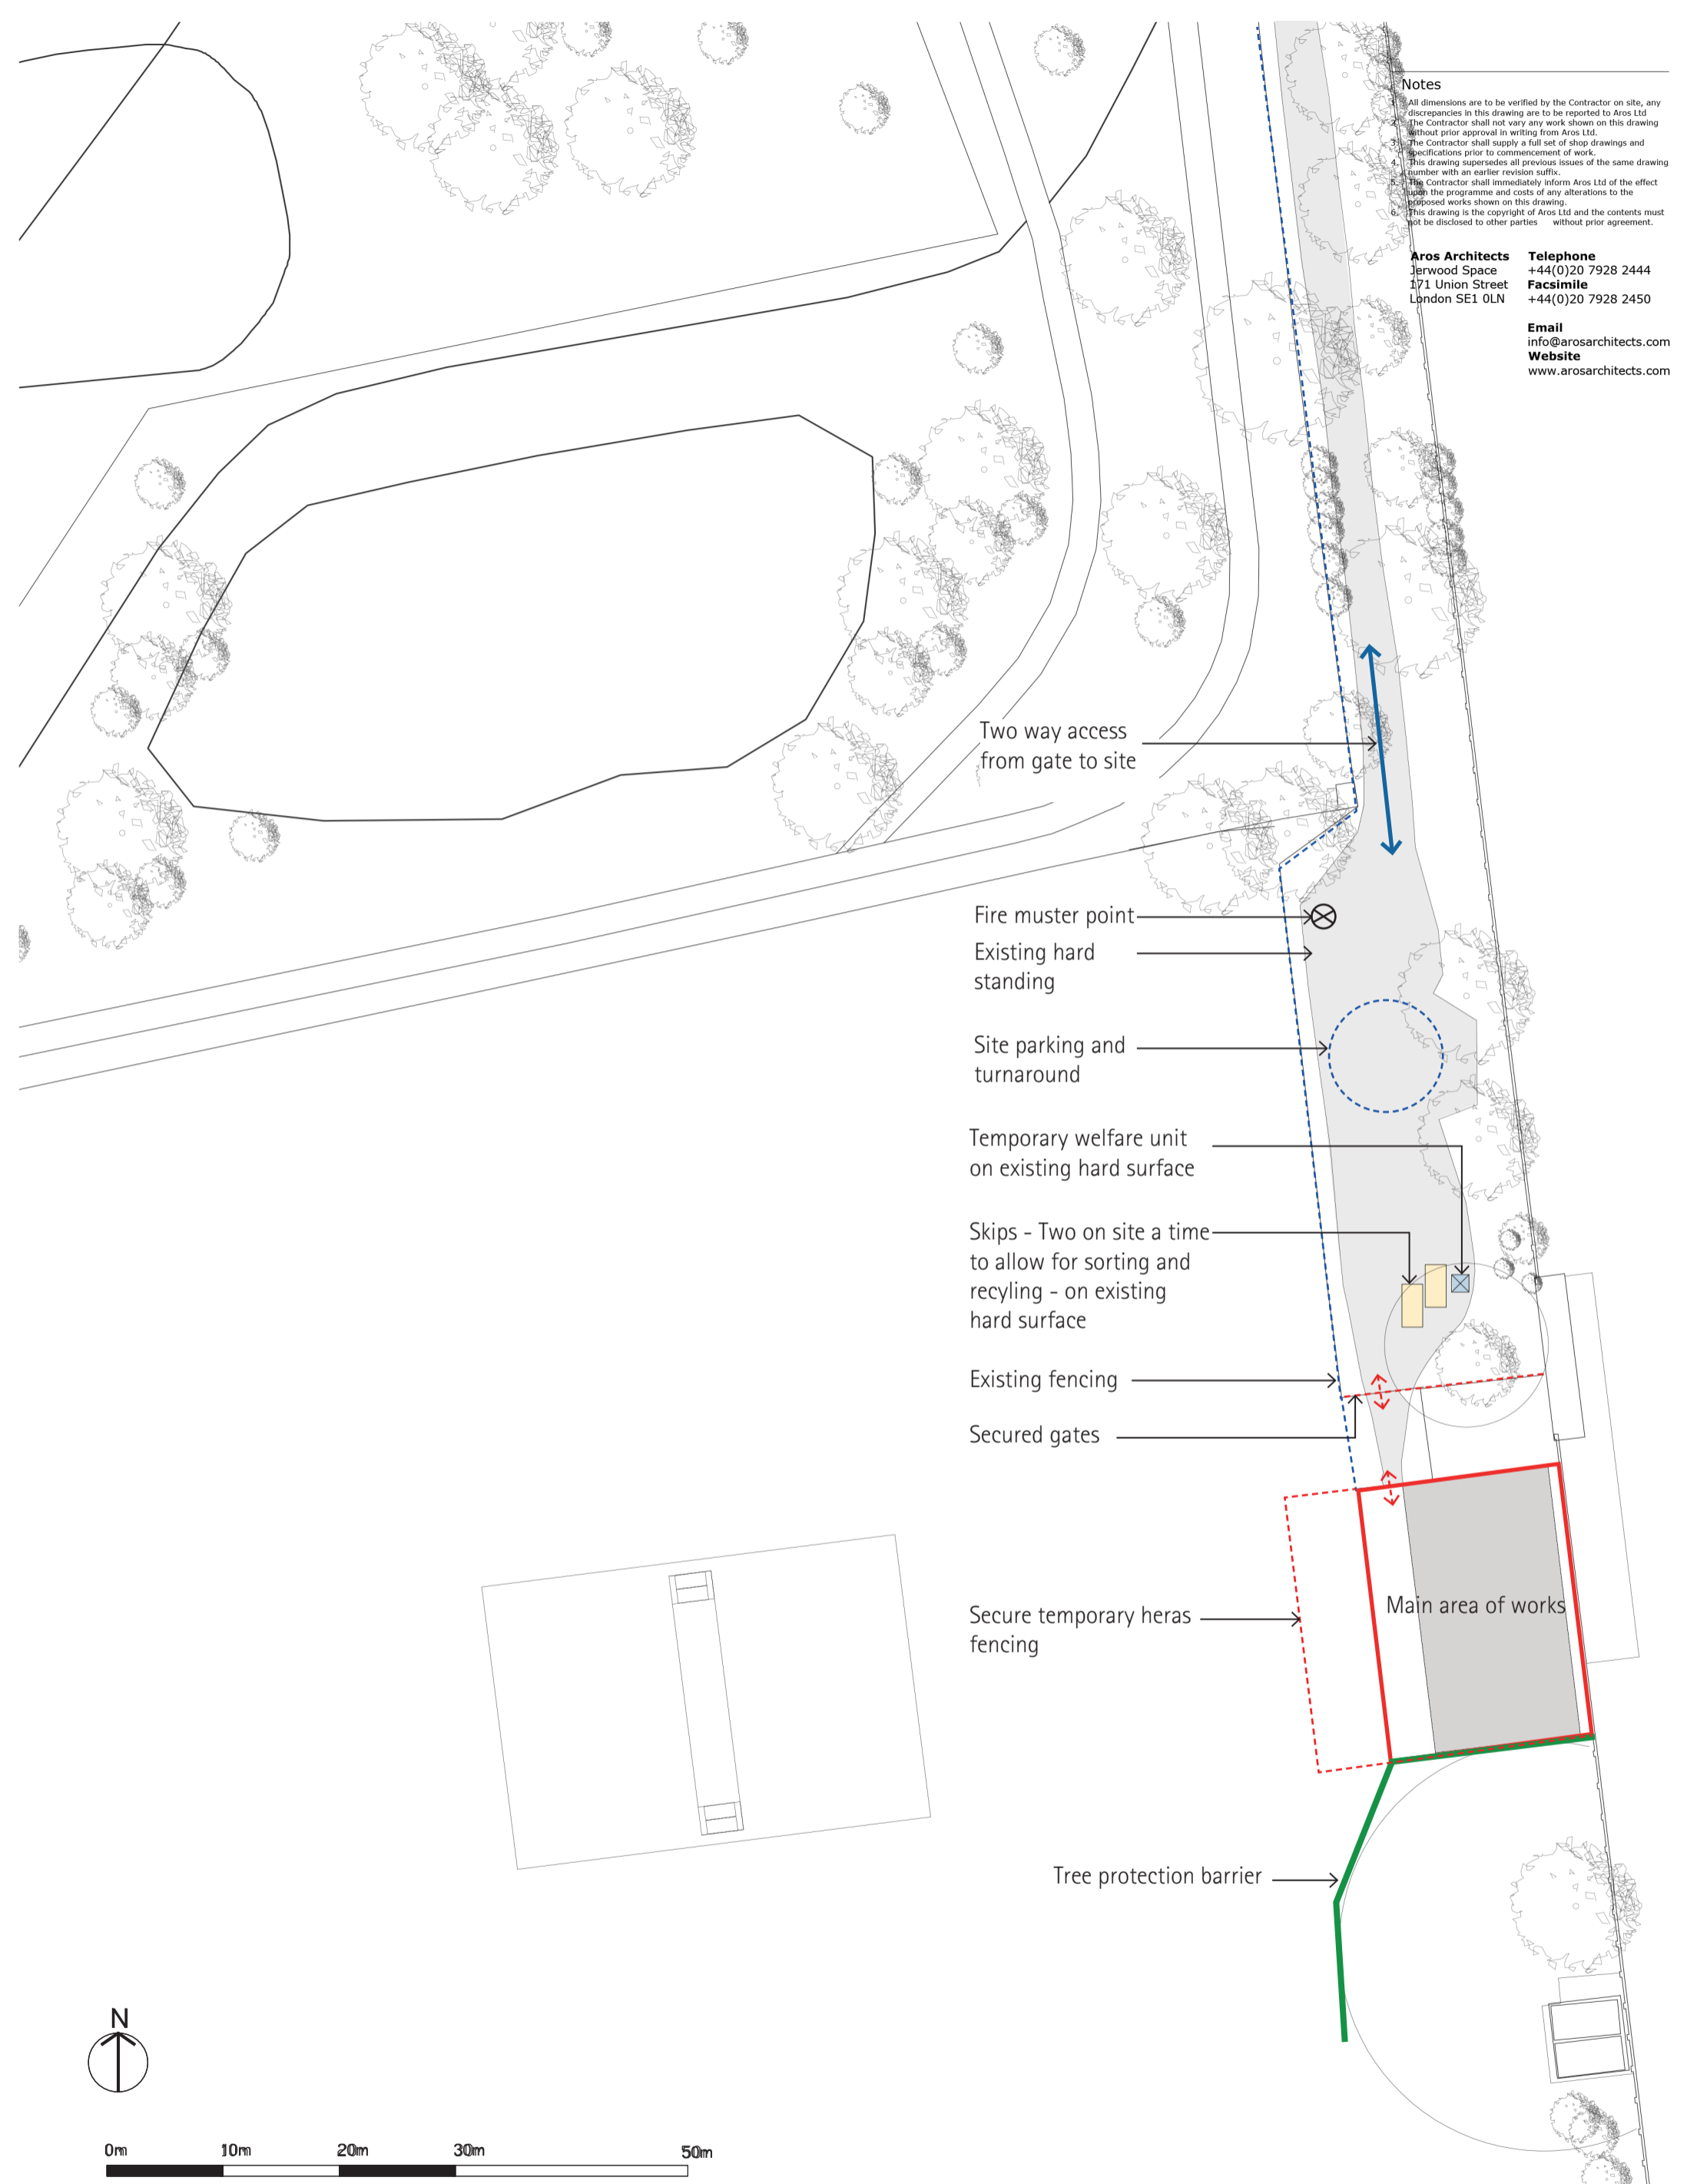 Notes
1. All dimensions are to be verified by the Contractor on site, any
discrepancies in this drawing are to be reported to Aros Ltd
2. The Contractor shall not vary any work shown on this drawing
without prior approval in writing from Aros Ltd.
3. The Contractor shall supply a full set of shop drawings and
specifications prior to commencement of work.
4. This drawing supersedes all previous issues of the same drawing
number with an earlier revision suffix.
5. The Contractor shall immediately inform Aros Ltd of the effect
upon the programme and costs of any alterations to the
proposed works shown on this drawing.
6. This drawing is the copyright of Aros Ltd and the contents must
not be disclosed to other parties without prior agreement.
Aros Architects
Jerwood Space
171 Union Street
London SE1 0LN
Telephone
+44(0)20 7928 2444
Facsimile
+44(0)20 7928 2450
Email
info@arosarchitects.com
Website
www.arosarchitects.com
Two way access
from gate to site
Fire muster point
Existing hard
standing
Site parking and
turnaround
Temporary welfare unit
on existing hard surface
Skips - Two on site a time
to allow for sorting and
recyling - on existing
hard surface
Existing fencing
Secured gates
Secure temporary heras
fencing
Main area of works
Tree protection barrier
N
0m 10m 20m 30m 50m